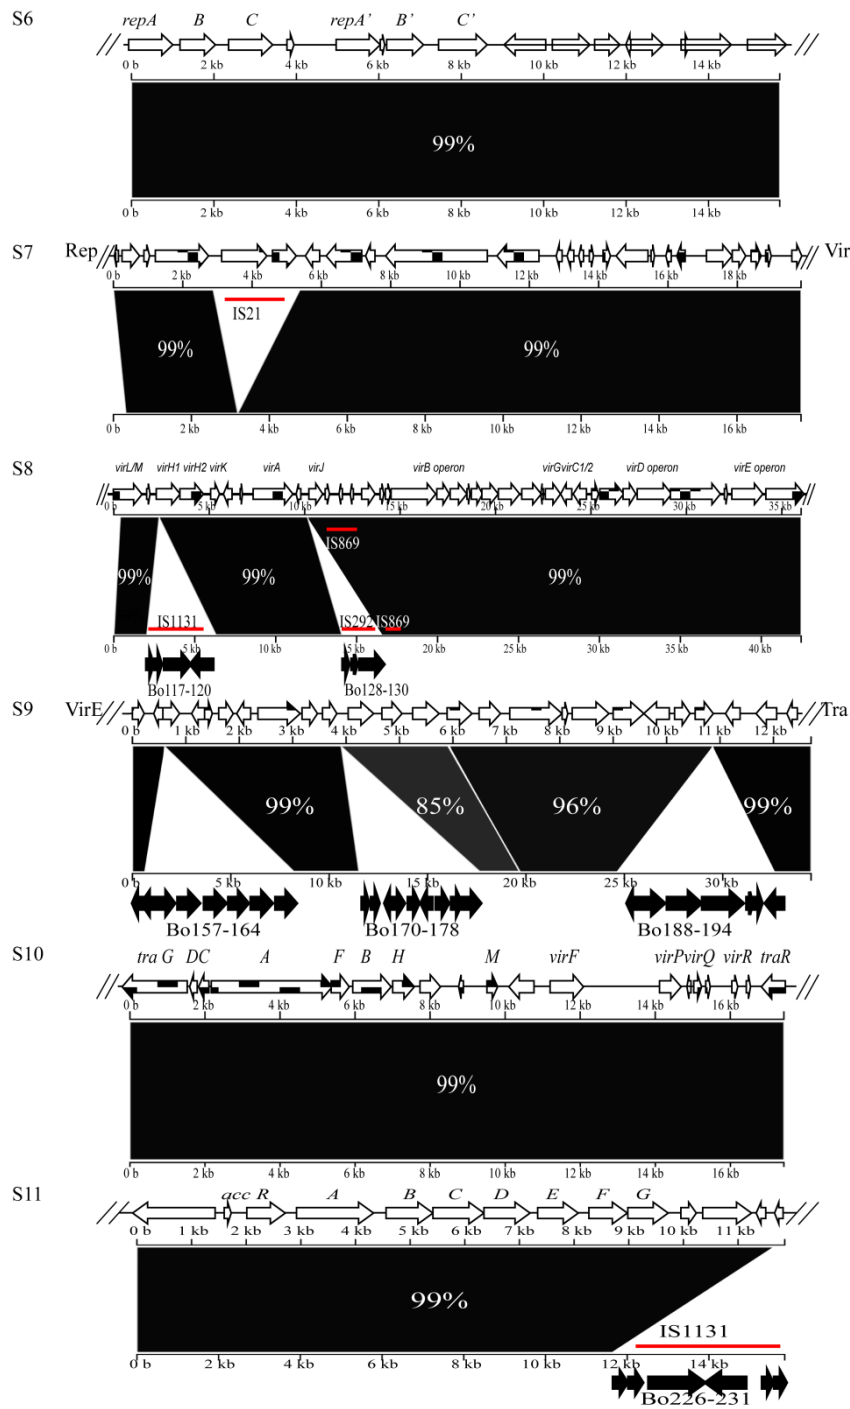 S6
repA B C repA' B' C'
// //
0 b 2 kb 4 kb 6 kb 8 kb 10 kb 12 kb 14 kb
99%
0 b 2 kb 4 kb 6 kb 8 kb 10 kb 12 kb 14 kb
S7 Rep // // Vir
0 b 2 kb 4 kb 6 kb 8 kb 10 kb 12 kb 14 kb 16 kb 18 kb
IS21
99% 99%
0 b 2 kb 4 kb 6 kb 8 kb 10 kb 12 kb 14 kb 16 kb
S8
virL/M virH1 virH2 virK virA virJ virB operon virGvirC1/2 virD operon virE operon
// //
0 b 5 kb 10 kb 15 kb 20 kb 25 kb 30 kb 35 kb
IS869
99% 99% 99%
IS1131 IS292 IS869
0 b 5 kb 10 kb 15 kb 20 kb 25 kb 30 kb 35 kb 40 kb
Bo117-120 Bo128-130
S9 VirE // // Tra
0 b 1 kb 2 kb 3 kb 4 kb 5 kb 6 kb 7 kb 8 kb 9 kb 10 kb 11 kb 12 kb
99% 85% 96% 99%
0 b 5 kb 10 kb 15 kb 20 kb 25 kb 30 kb
Bo157-164 Bo170-178 Bo188-194
S10
tra G DC A F B H M virF virPvirQ virR traR
// //
0 b 2 kb 4 kb 6 kb 8 kb 10 kb 12 kb 14 kb 16 kb
99%
0 b 2 kb 4 kb 6 kb 8 kb 10 kb 12 kb 14 kb 16 kb
S11
acc R A B C D E F G
// //
0 b 1 kb 2 kb 3 kb 4 kb 5 kb 6 kb 7 kb 8 kb 9 kb 10 kb 11 kb
99%
IS1131
0 b 2 kb 4 kb 6 kb 8 kb 10 kb 12 kb 14 kb
Bo226-231